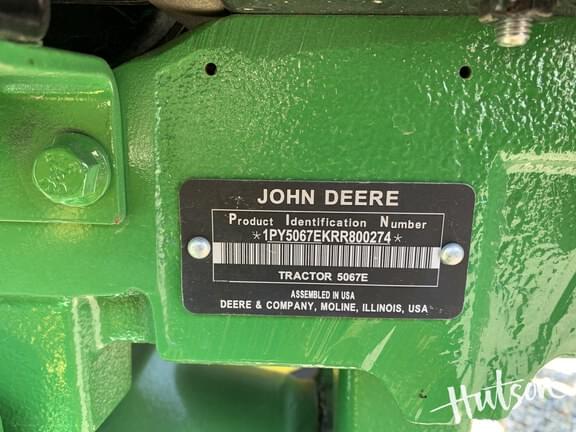 JOHN DEERE
Product Identification Number
*1PY5067EKRR800274*
TRACTOR 5067E
ASSEMBLED IN USA
DEERE & COMPANY, MOLINE, ILLINOIS, USA
Hutson